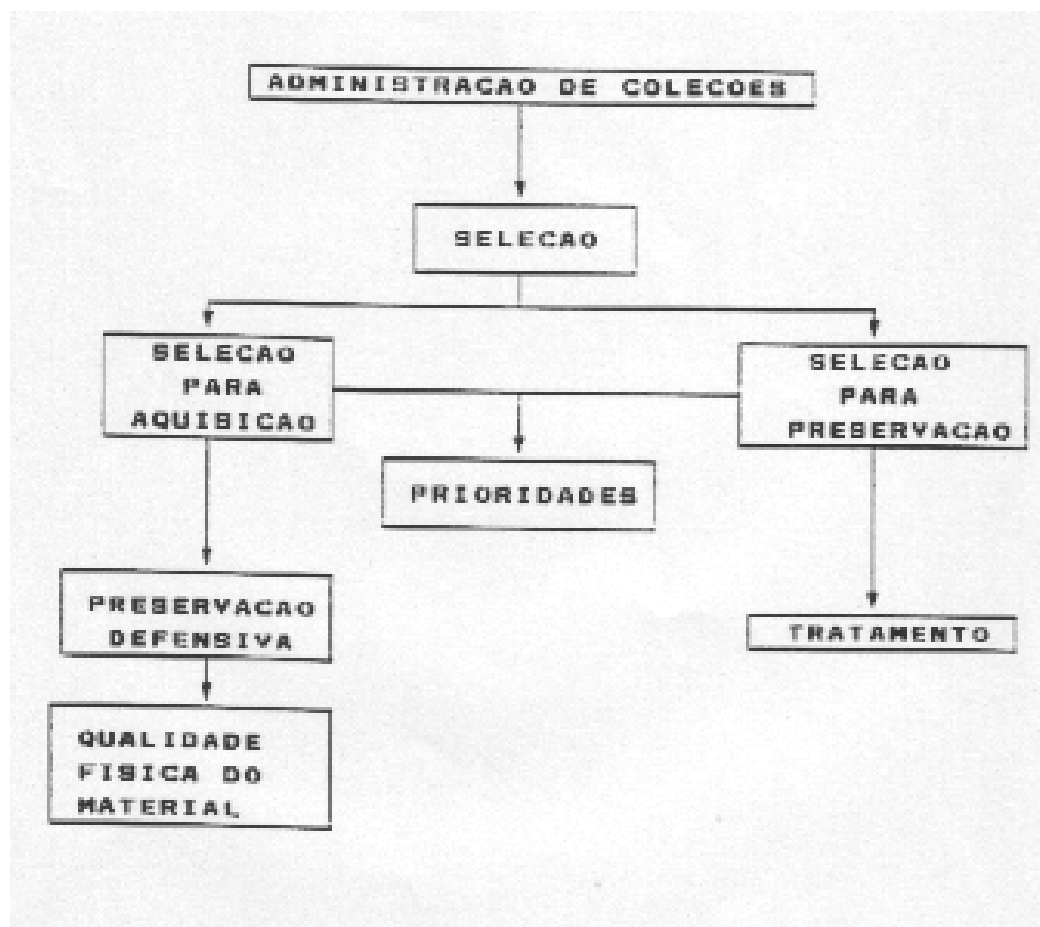 ADMINISTRACAO DE COLECOES
SELECAO
SELECAO
PARA
AQUISICAO
SELECAO
PARA
PRESERVACAO
PRIORIDADES
PRESERVACAO
DEFENSIVA
TRATAMENTO
QUALIDADE
FISICA DO
MATERIAL